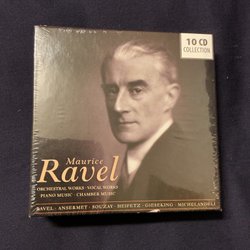 10 CD
COLLECTION
Maurice
Ravel
ORCHESTRAL WORKS · VOCAL WORKS
PIANO MUSIC · CHAMBER MUSIC
RAVEL · ANSERMET · SOUZAY · HEIFETZ · GIESEKING · MICHELANGELI